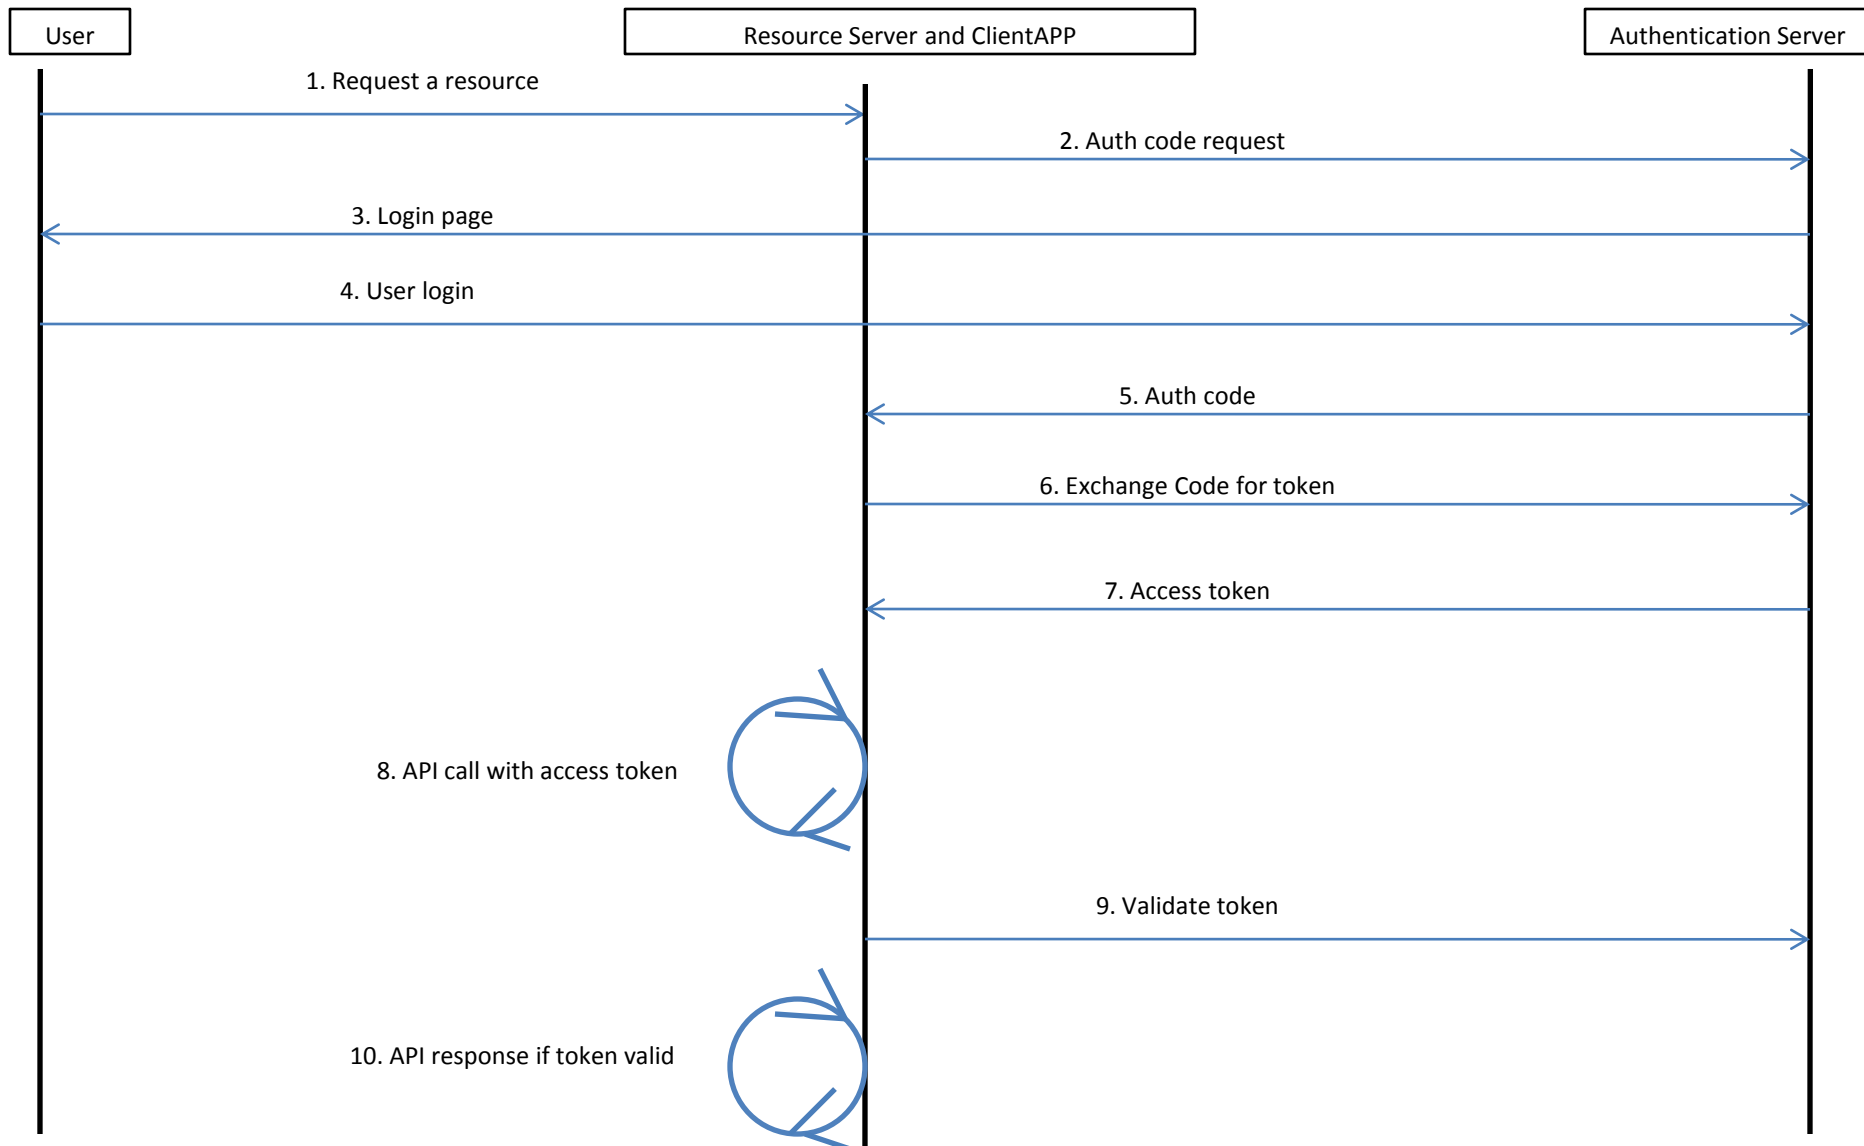 User
Resource Server and ClientAPP
Authentication Server
1. Request a resource
2. Auth code request
3. Login page
4. User login
5. Auth code
6. Exchange Code for token
7. Access token
8. API call with access token
9. Validate token
10. API response if token valid